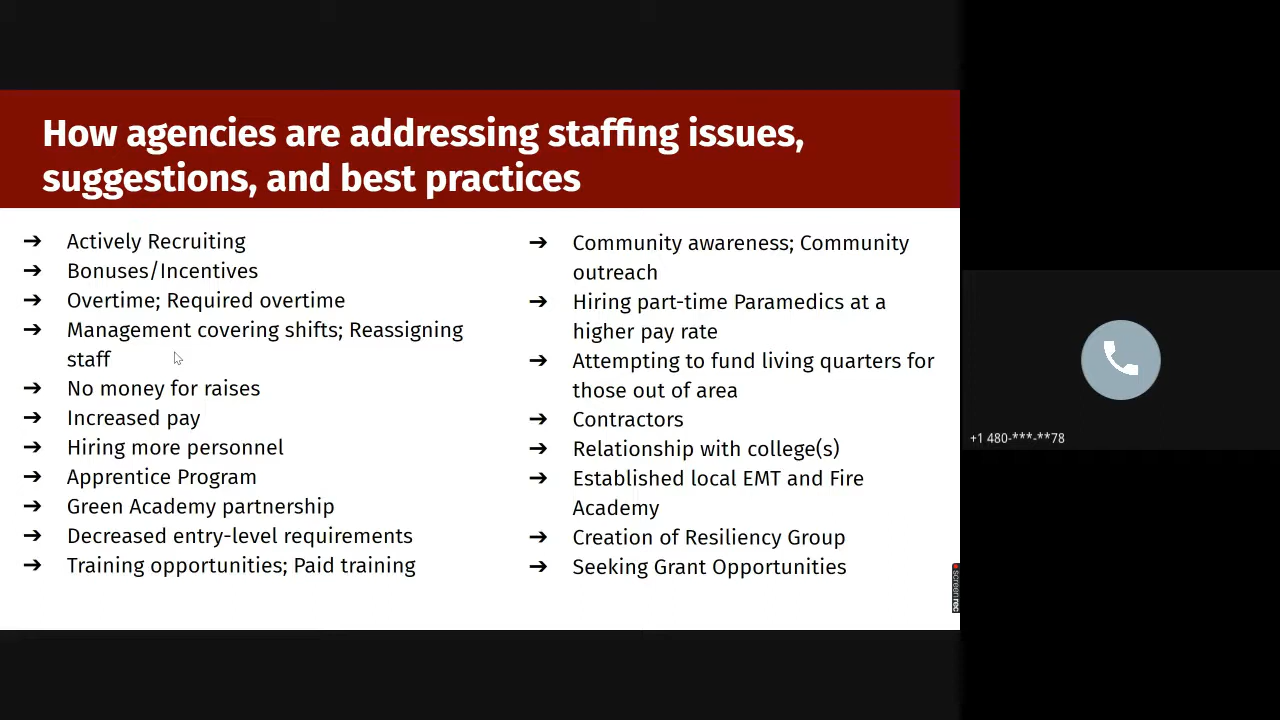 How agencies are addressing staffing issues,
suggestions, and best practices
➔ Actively Recruiting
➔ Bonuses/Incentives
➔ Overtime; Required overtime
➔ Management covering shifts; Reassigning
staff
➔ No money for raises
➔ Increased pay
➔ Hiring more personnel
➔ Apprentice Program
➔ Green Academy partnership
➔ Decreased entry-level requirements
➔ Training opportunities; Paid training
➔ Community awareness; Community
outreach
➔ Hiring part-time Paramedics at a
higher pay rate
➔ Attempting to fund living quarters for
those out of area
➔ Contractors
➔ Relationship with college(s)
➔ Established local EMT and Fire
Academy
➔ Creation of Resiliency Group
➔ Seeking Grant Opportunities
screenrec
+1 480-***-**78